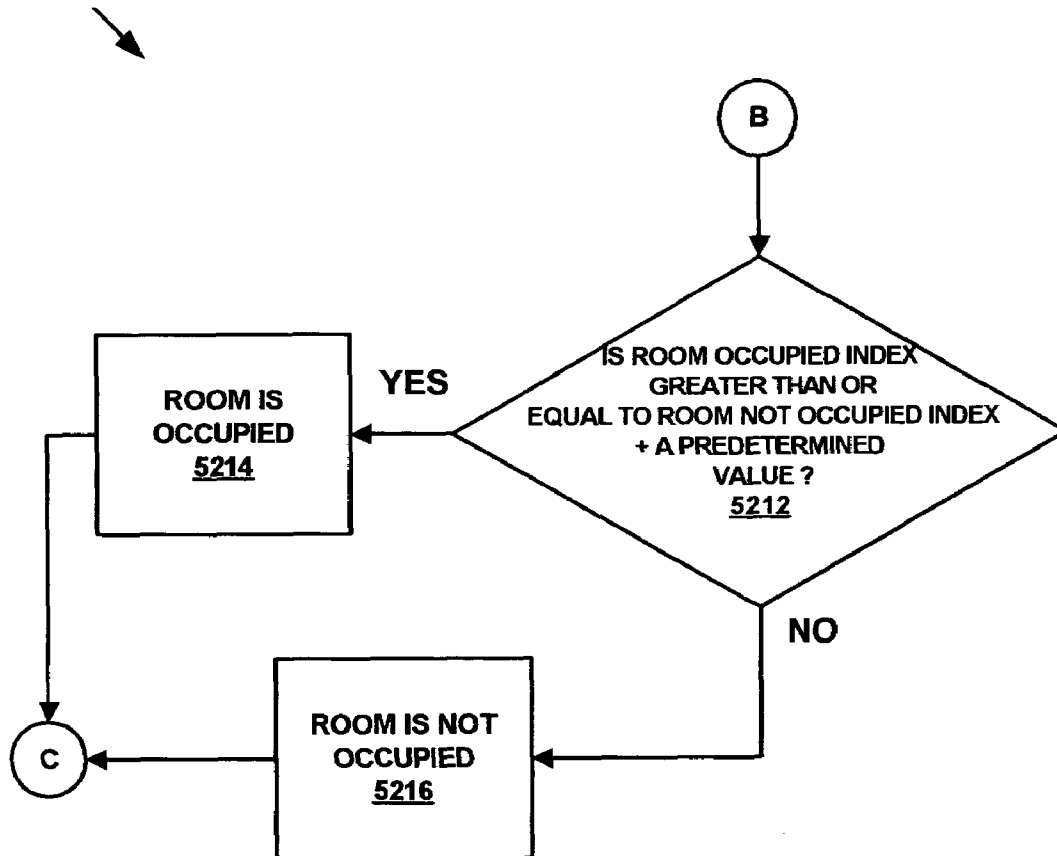 B
IS ROOM OCCUPIED INDEX
GREATER THAN OR
EQUAL TO ROOM NOT OCCUPIED INDEX
+ A PREDETERMINED
VALUE ?
5212
YES
ROOM IS
OCCUPIED
5214
NO
ROOM IS NOT
OCCUPIED
5216
C